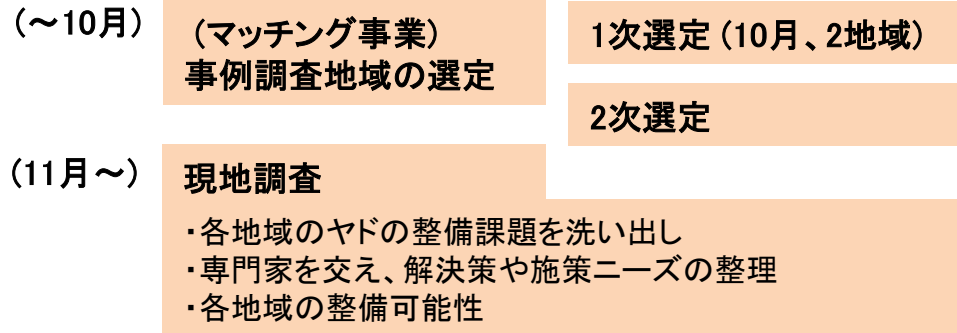 (~10月)
(マッチング事業)
事例調査地域の選定
1次選定(10月、2地域)
2次選定
(11月~)
現地調査
・各地域のヤドの整備課題を洗い出し
・専門家を交え、解決策や施策ニーズの整理
・各地域の整備可能性